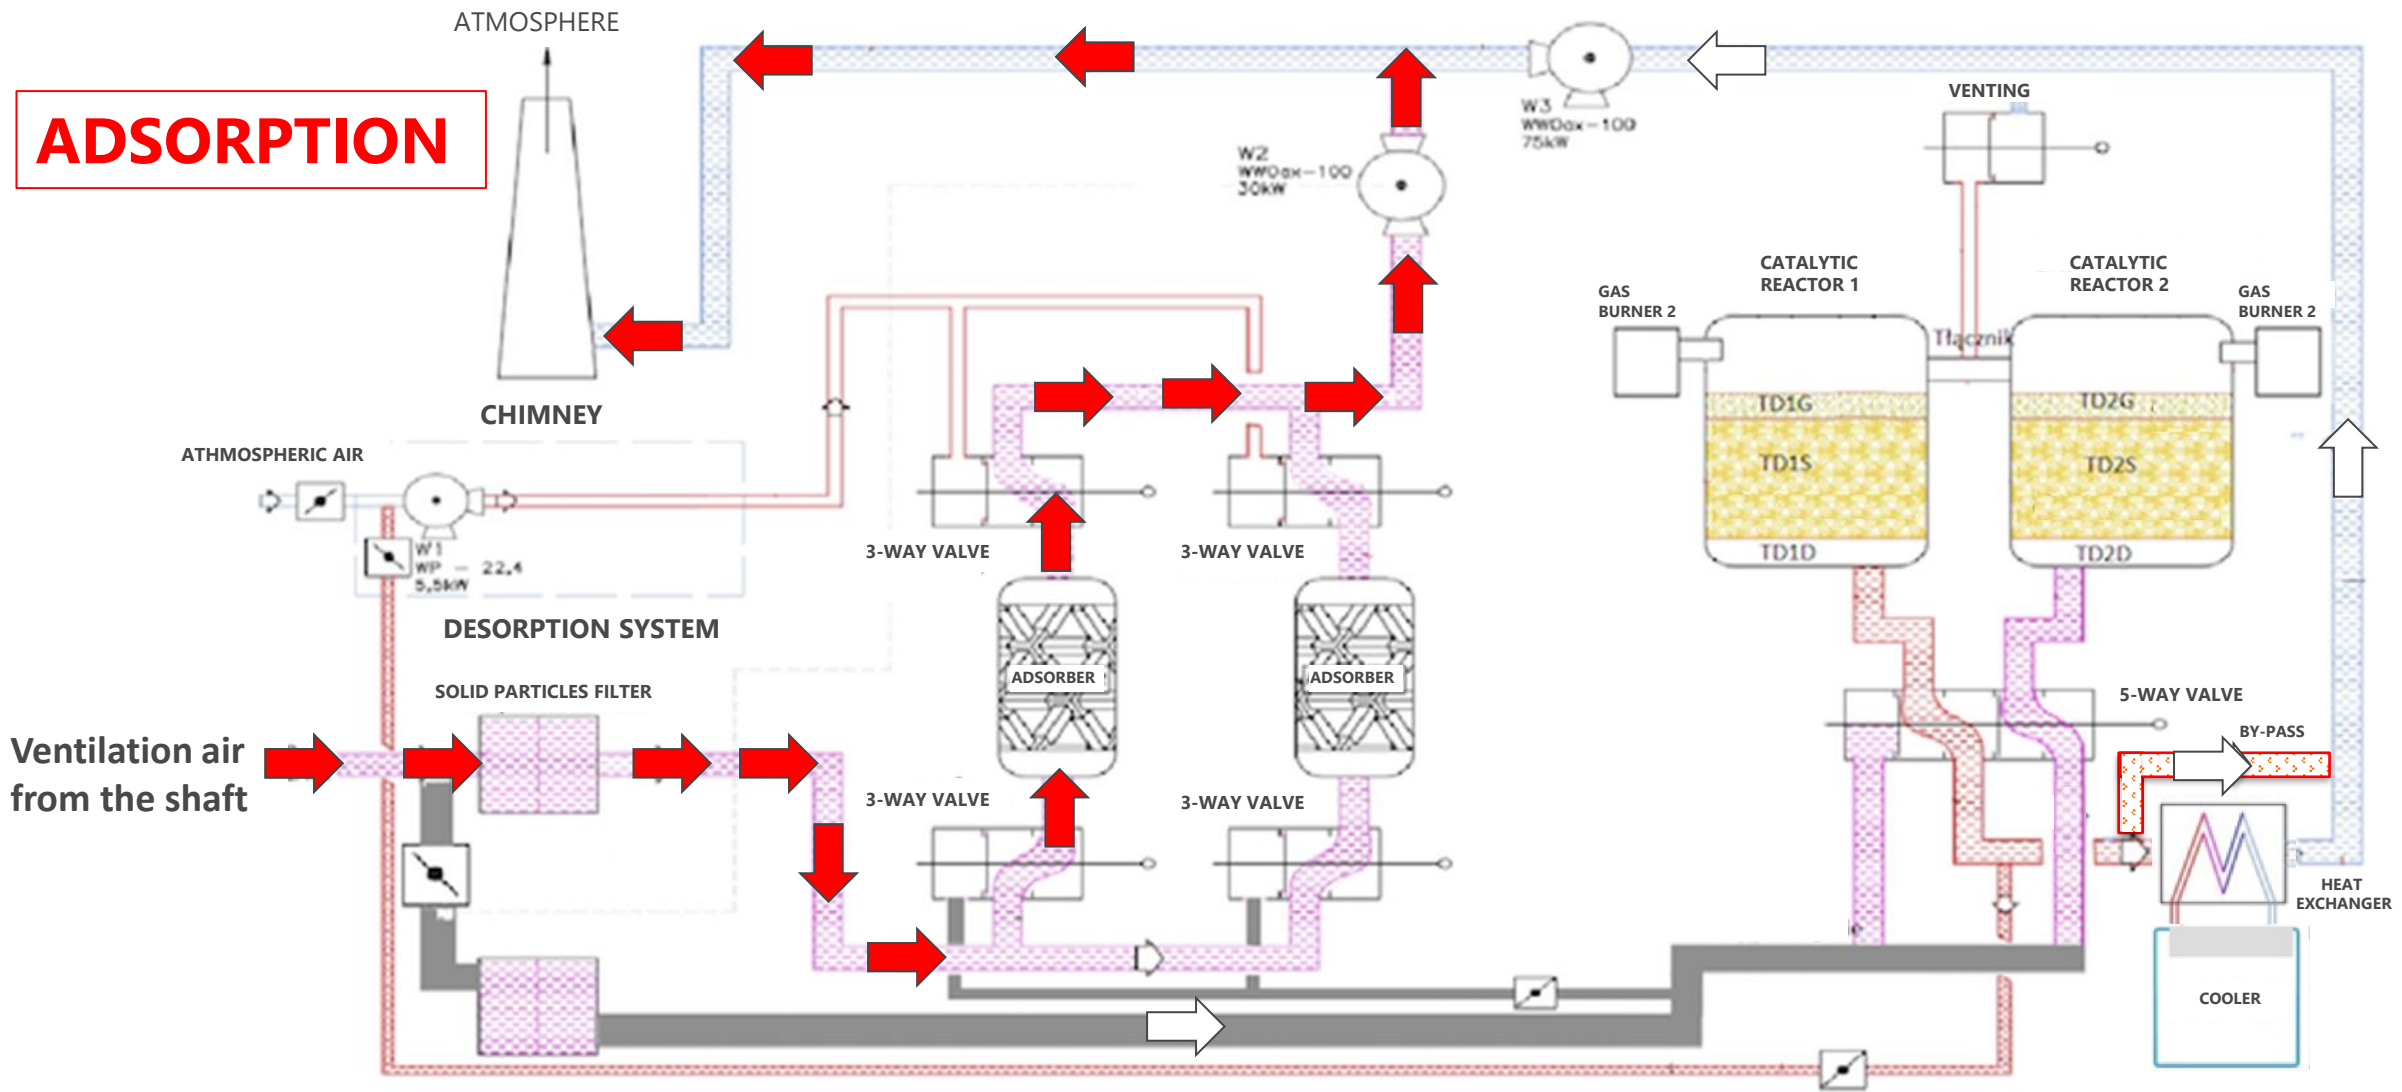 ATMOSPHERE
ADSORPTION
VENTING
W3
WWOax-100
75kW
W2
WWOax-100
30kW
CATALYTIC
REACTOR 1
CATALYTIC
REACTOR 2
GAS
BURNER 2
GAS
BURNER 2
Tłącznik
TD1G
TD2G
TD1S
TD2S
TD1D
TD2D
CHIMNEY
ATHMOSPHERIC AIR
W1
WP - 22,4
5,5kW
3-WAY VALVE
3-WAY VALVE
DESORPTION SYSTEM
SOLID PARTICLES FILTER
ADSORBER
ADSORBER
5-WAY VALVE
BY-PASS
Ventilation air
from the shaft
3-WAY VALVE
3-WAY VALVE
HEAT
EXCHANGER
COOLER